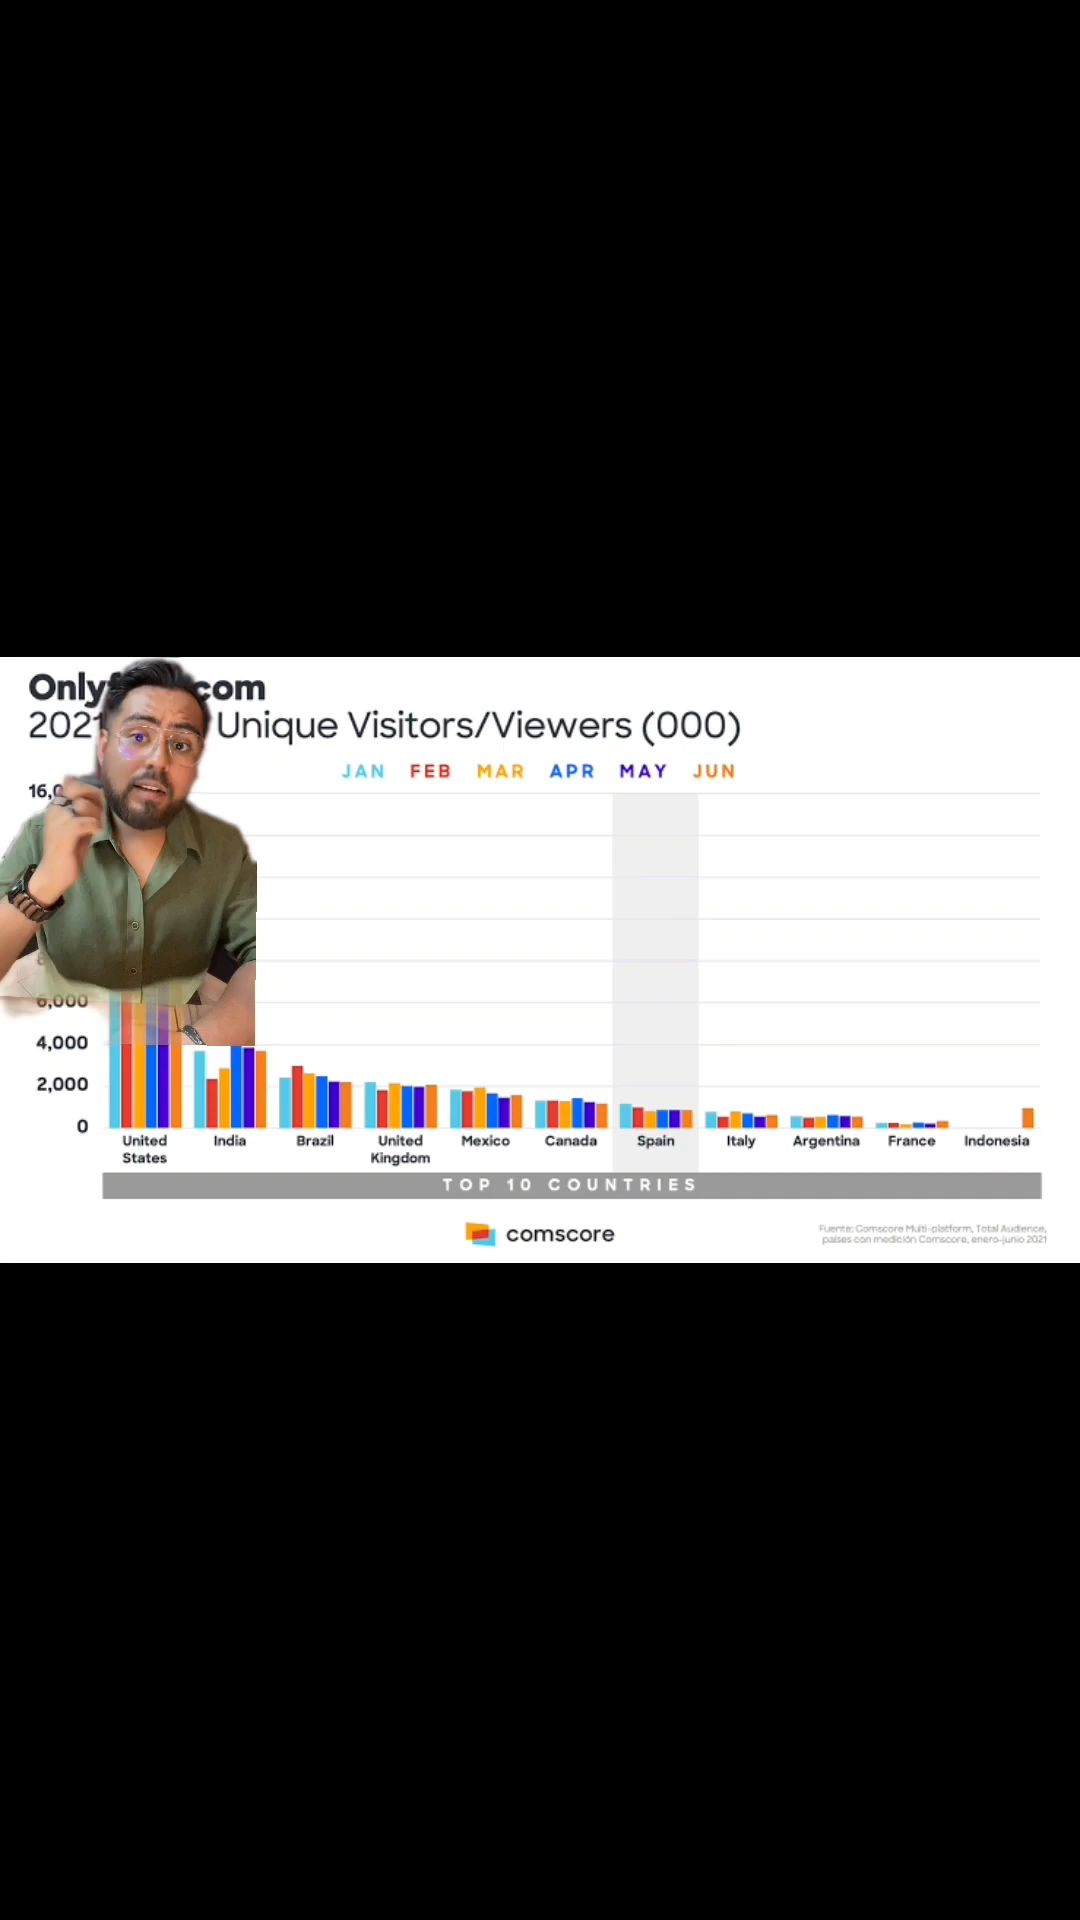 Only com
2021 Unique Visitors/Viewers (000)
JAN FEB MAR APR MAY JUN
6,000
4,000
2,000
0
United States
India
Brazil
United Kingdom
Mexico
Canada
Spain
Italy
Argentina
France
Indonesia
TOP 10 COUNTRIES
comscore
Fuente: Comscore Multi-platform, Total Audience,
países con medición Comscore, enero-junio 2021